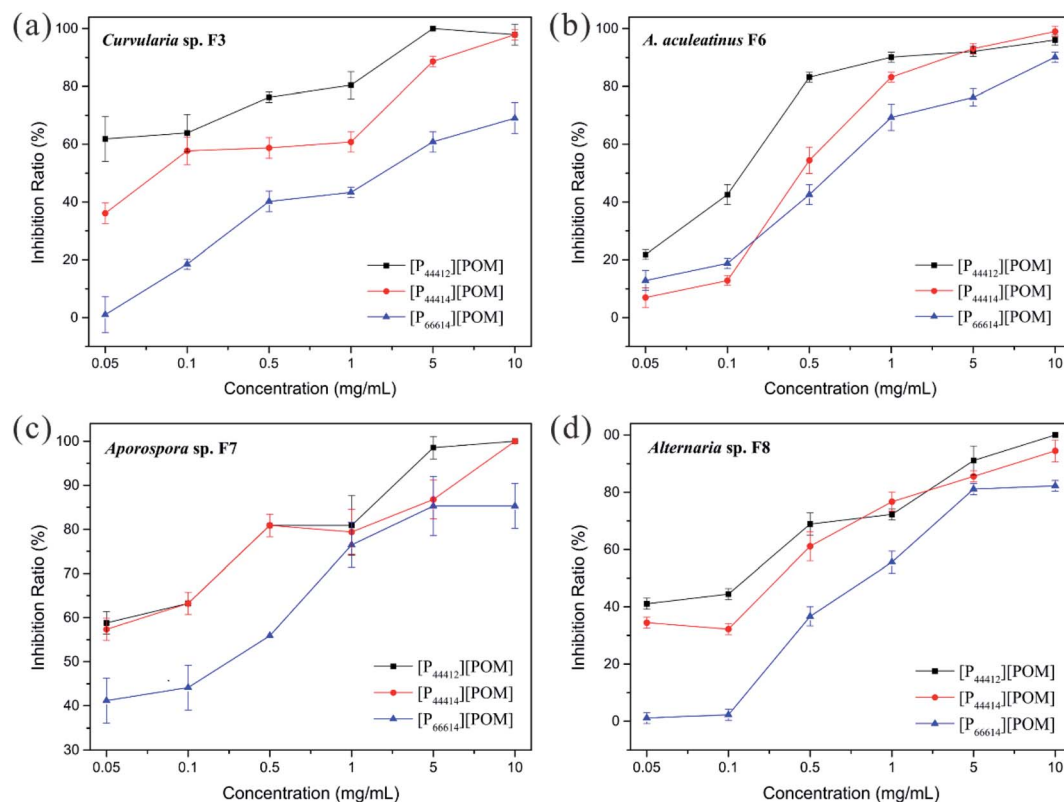 (a)
Curvularia sp. F3
100
80
60
40
20
0
Inhibition Ratio (%)
[P44412][POM]
[P44414][POM]
[P66614][POM]
0.05 0.1 0.5 1 5 10
Concentration (mg/mL)
(b)
A. aculeatinus F6
100
80
60
40
20
0
Inhibition Ratio (%)
[P44412][POM]
[P44414][POM]
[P66614][POM]
0.05 0.1 0.5 1 5 10
Concentration (mg/mL)
(c)
Aporospora sp. F7
100
90
80
70
60
50
40
30
Inhibition Ratio (%)
[P44412][POM]
[P44414][POM]
[P66614][POM]
0.05 0.1 0.5 1 5 10
Concentration (mg/mL)
(d)
Alternaria sp. F8
00
80
60
40
20
0
Inhibition Ratio (%)
[P44412][POM]
[P44414][POM]
[P66614][POM]
0.05 0.1 0.5 1 5 10
Concentration (mg/mL)